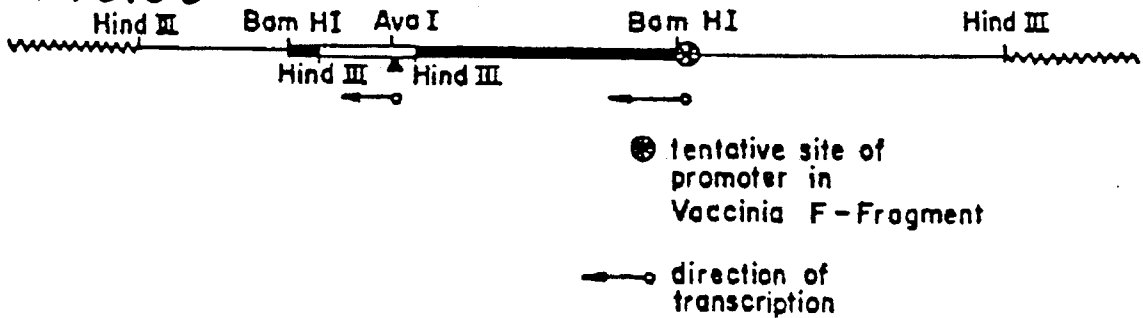 Hind III Bam HI Ava I Bam HI Hind III
Hind III Hind III
tentative site of
promoter in
Vaccinia F-Fragment
direction of
transcription